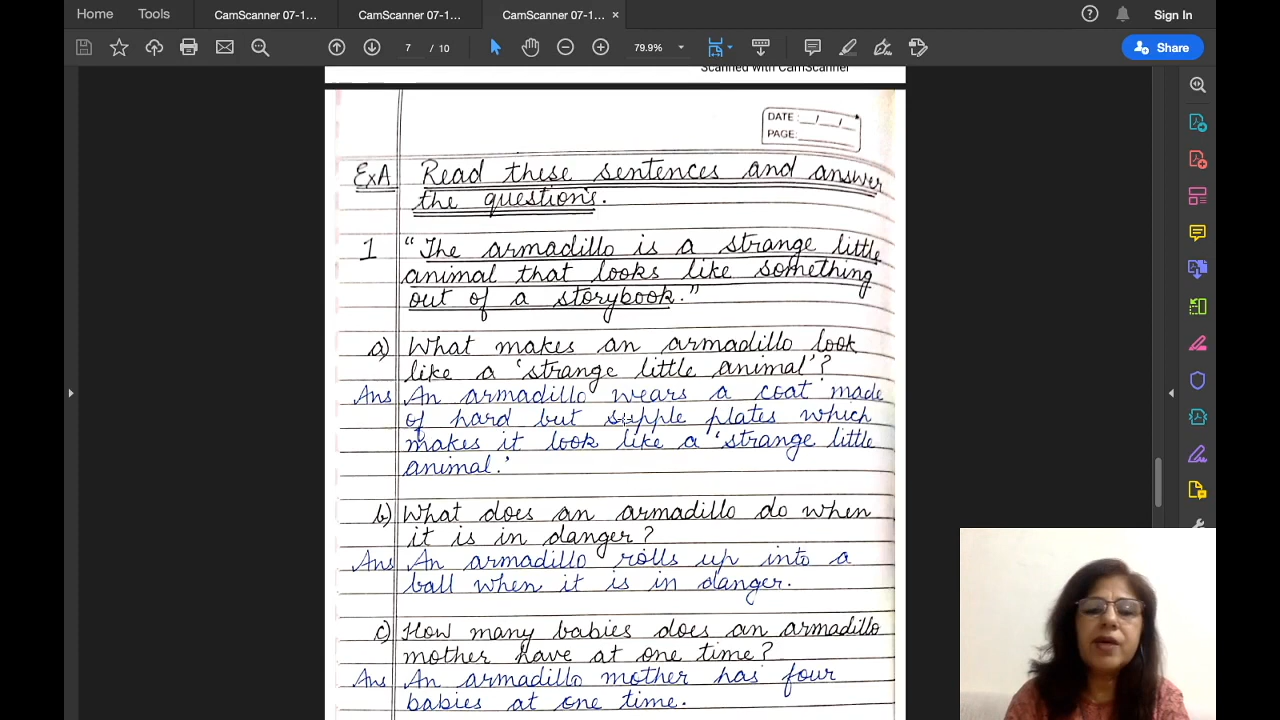 Home Tools CamScanner 07-1... CamScanner 07-1... CamScanner 07-1... × Sign In
7 / 10 79.9% Share
Scanned with CamScanner
DATE: __/__/__
PAGE:
ExA Read these sentences and answer
the questions.
1 "The armadillo is a strange little
animal that looks like something
out of a storybook."
a) What makes an armadillo look
like a 'strange little animal'?
Ans An armadillo wears a coat made
of hard but supple plates which
makes it look like a 'strange little
animal.'
b) What does an armadillo do when
it is in danger?
Ans An armadillo rolls up into a
ball when it is in danger.
c) How many babies does an armadillo
mother have at one time?
Ans An armadillo mother has four
babies at one time.